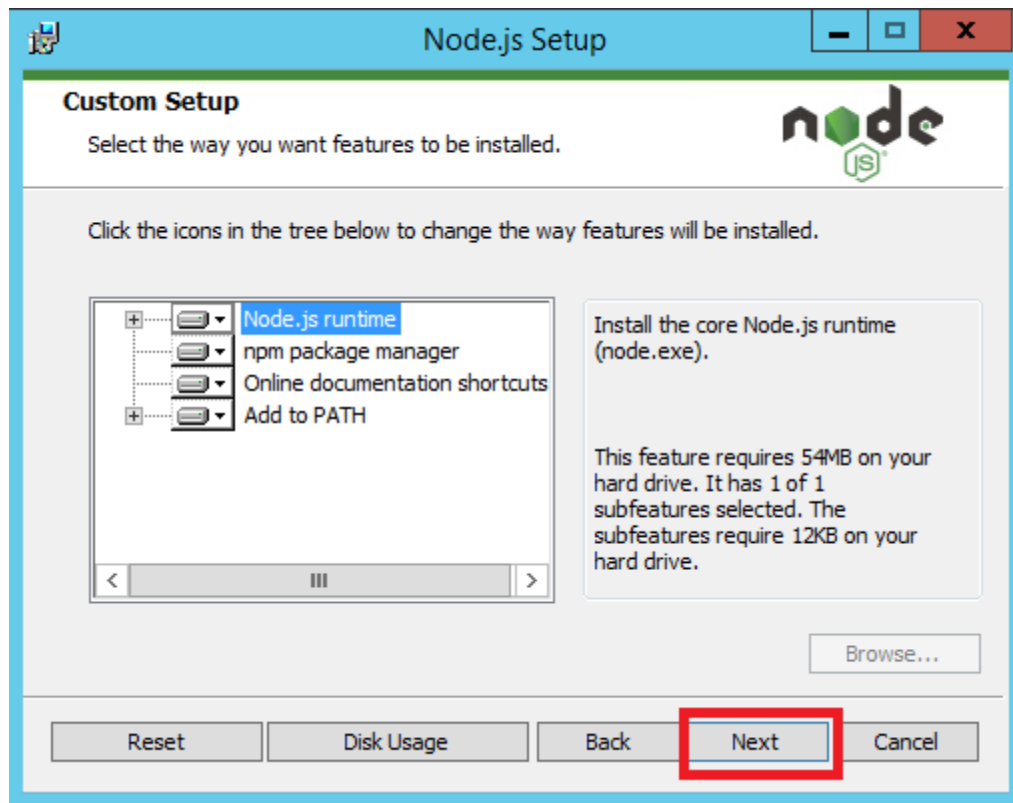 Node.js Setup
Custom Setup
Select the way you want features to be installed.
node
JS
Click the icons in the tree below to change the way features will be installed.
Node.js runtime
npm package manager
Online documentation shortcuts
Add to PATH
Install the core Node.js runtime
(node.exe).
This feature requires 54MB on your
hard drive. It has 1 of 1
subfeatures selected. The
subfeatures require 12KB on your
hard drive.
Browse...
Reset
Disk Usage
Back
Next
Cancel